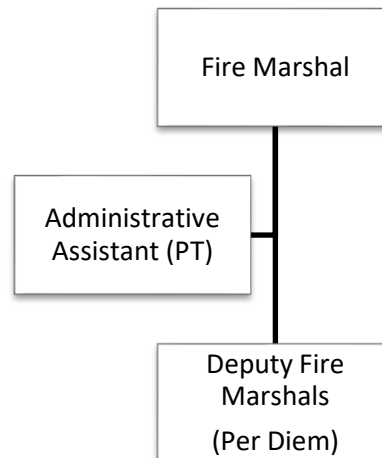 Fire Marshal
Administrative
Assistant (PT)
Deputy Fire
Marshals
(Per Diem)